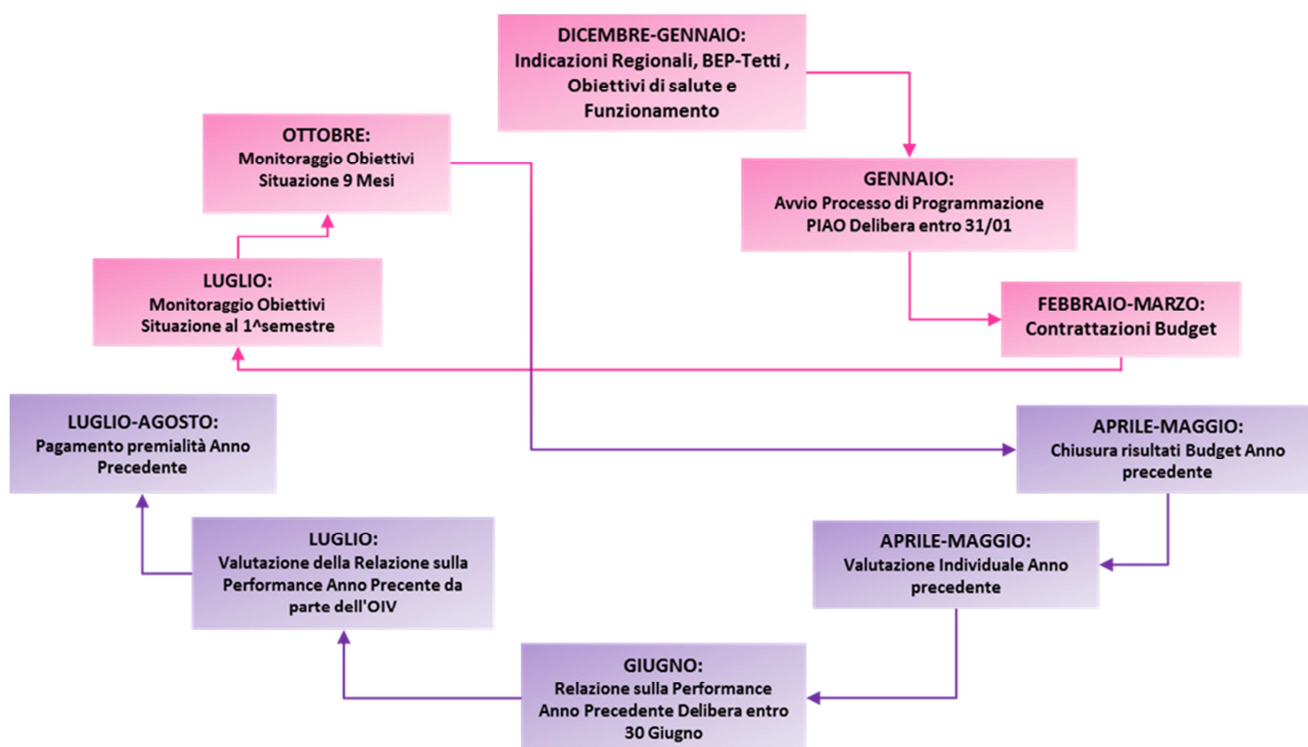 DICEMBRE-GENNAIO:
Indicazioni Regionali, BEP-Tetti ,
Obiettivi di salute e
Funzionamento
GENNAIO:
Avvio Processo di Programmazione
PIAO Delibera entro 31/01
FEBBRAIO-MARZO:
Contrattazioni Budget
LUGLIO:
Monitoraggio Obiettivi
Situazione al 1^semestre
OTTOBRE:
Monitoraggio Obiettivi
Situazione 9 Mesi
APRILE-MAGGIO:
Chiusura risultati Budget Anno
precedente
APRILE-MAGGIO:
Valutazione Individuale Anno
precedente
GIUGNO:
Relazione sulla Performance
Anno Precedente Delibera entro
30 Giugno
LUGLIO:
Valutazione della Relazione sulla
Performance Anno Precente da
parte dell'OIV
LUGLIO-AGOSTO:
Pagamento premialità Anno
Precedente